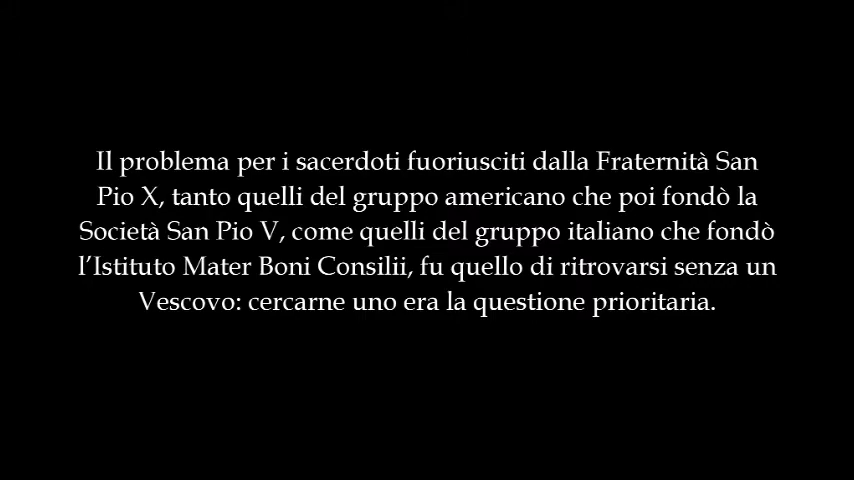 Il problema per i sacerdoti fuoriusciti dalla Fraternità San
Pio X, tanto quelli del gruppo americano che poi fondò la
Società San Pio V, come quelli del gruppo italiano che fondò
l’Istituto Mater Boni Consilii, fu quello di ritrovarsi senza un
Vescovo: cercarne uno era la questione prioritaria.